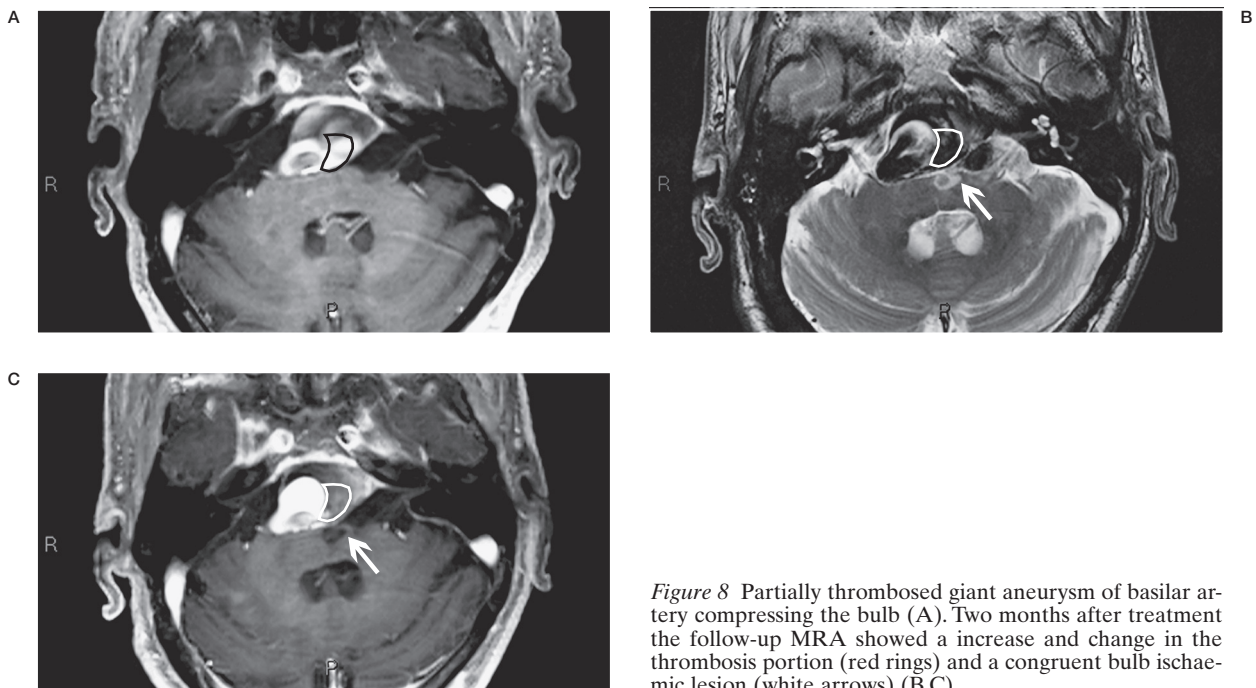 A
B
R
P
R
P
C
R
P
Figure 8 Partially thrombosed giant aneurysm of basilar ar-
tery compressing the bulb (A). Two months after treatment
the follow-up MRA showed a increase and change in the
thrombosis portion (red rings) and a congruent bulb ischae-
mic lesion (white arrows) (B,C).